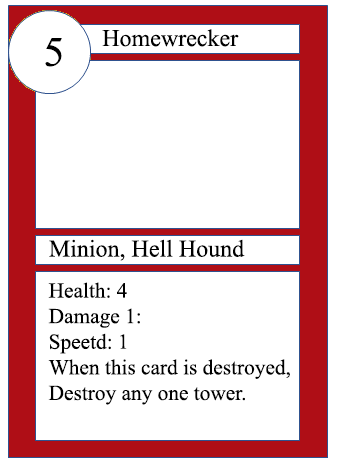 5
Homewrecker
Minion, Hell Hound
Health: 4
Damage 1:
Speetd: 1
When this card is destroyed,
Destroy any one tower.